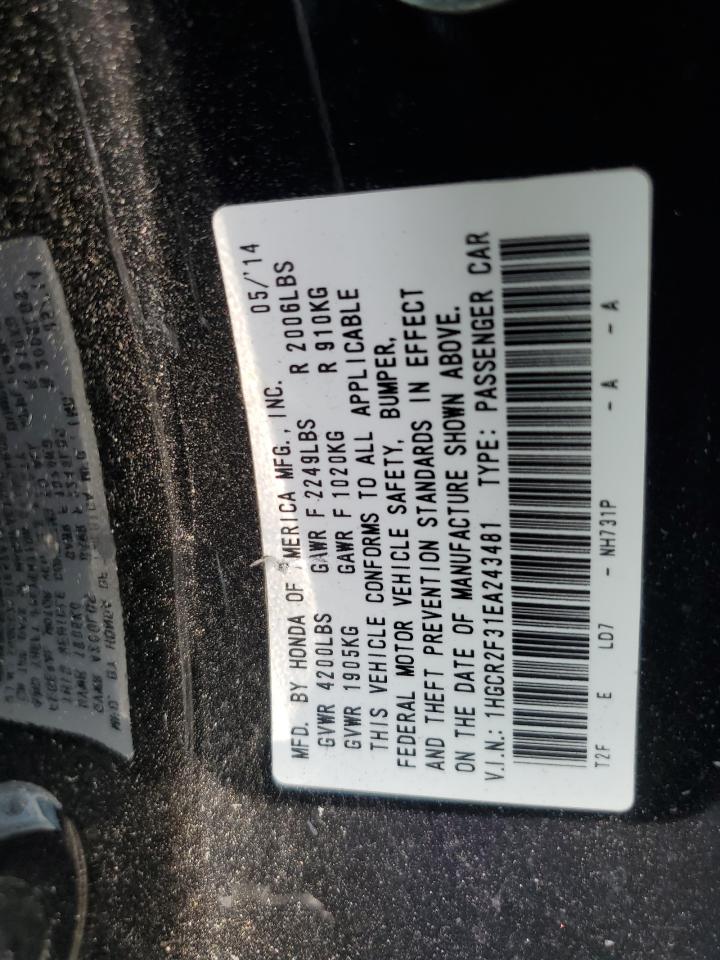 MFD. BY HONDA OF AMERICA MFG., INC. 05/'14
GVWR 4200LBS GAWR F 2249LBS R 2006LBS
GVWR 1905KG GAWR F 1020KG R 910KG
THIS VEHICLE CONFORMS TO ALL APPLICABLE
FEDERAL MOTOR VEHICLE SAFETY, BUMPER,
AND THEFT PREVENTION STANDARDS IN EFFECT
ON THE DATE OF MANUFACTURE SHOWN ABOVE.
V.I.N.: 1HGCR2F31EA243481 TYPE: PASSENGER CAR
T2F E LD7 - NH731P - A - A